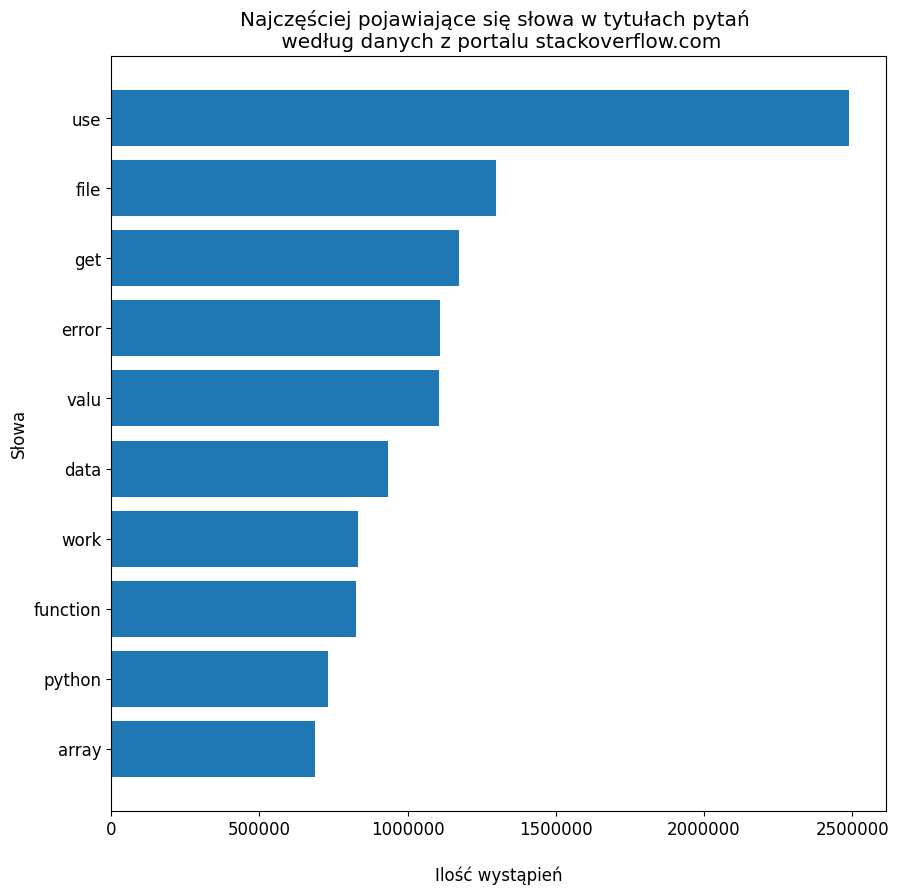 Najczęściej pojawiające się słowa w tytułach pytań
według danych z portalu stackoverflow.com
use
file
get
error
valu
data
work
function
python
array
Słowa
0 500000 1000000 1500000 2000000 2500000
Ilość wystąpień